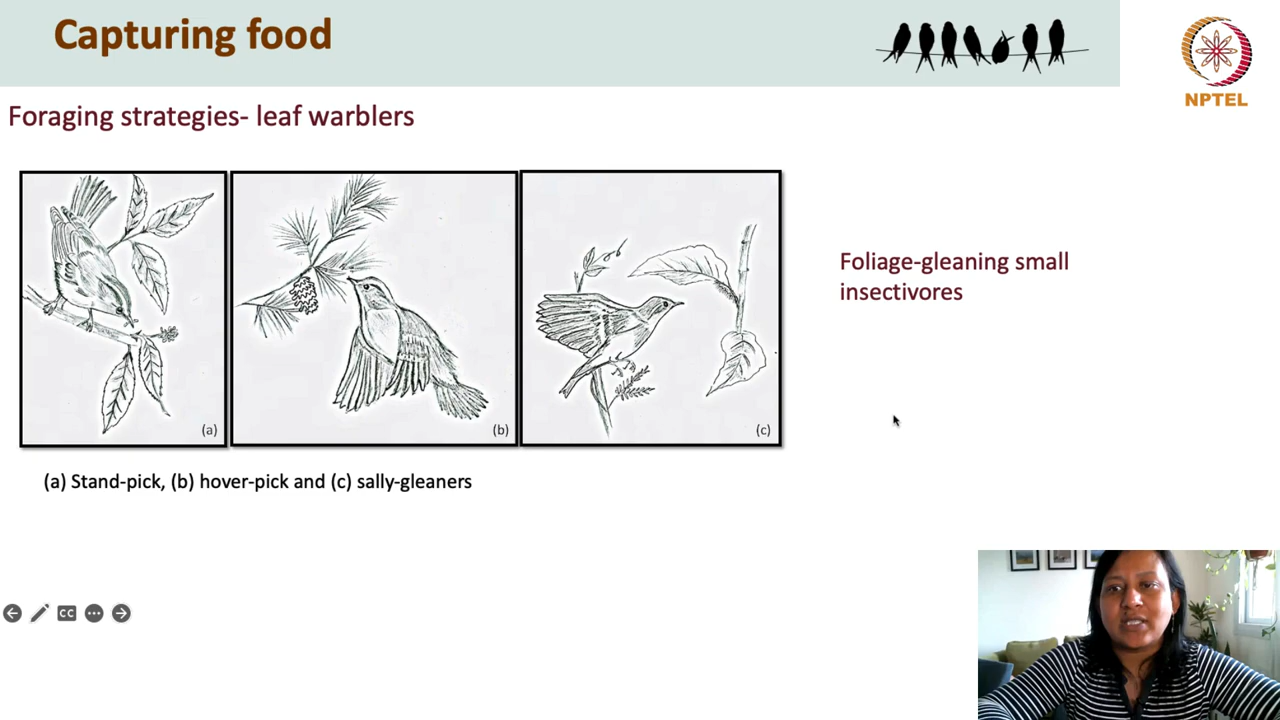 Capturing food
NPTEL
Foraging strategies- leaf warblers
(a)
(b)
(c)
Foliage-gleaning small
insectivores
(a) Stand-pick, (b) hover-pick and (c) sally-gleaners
CC